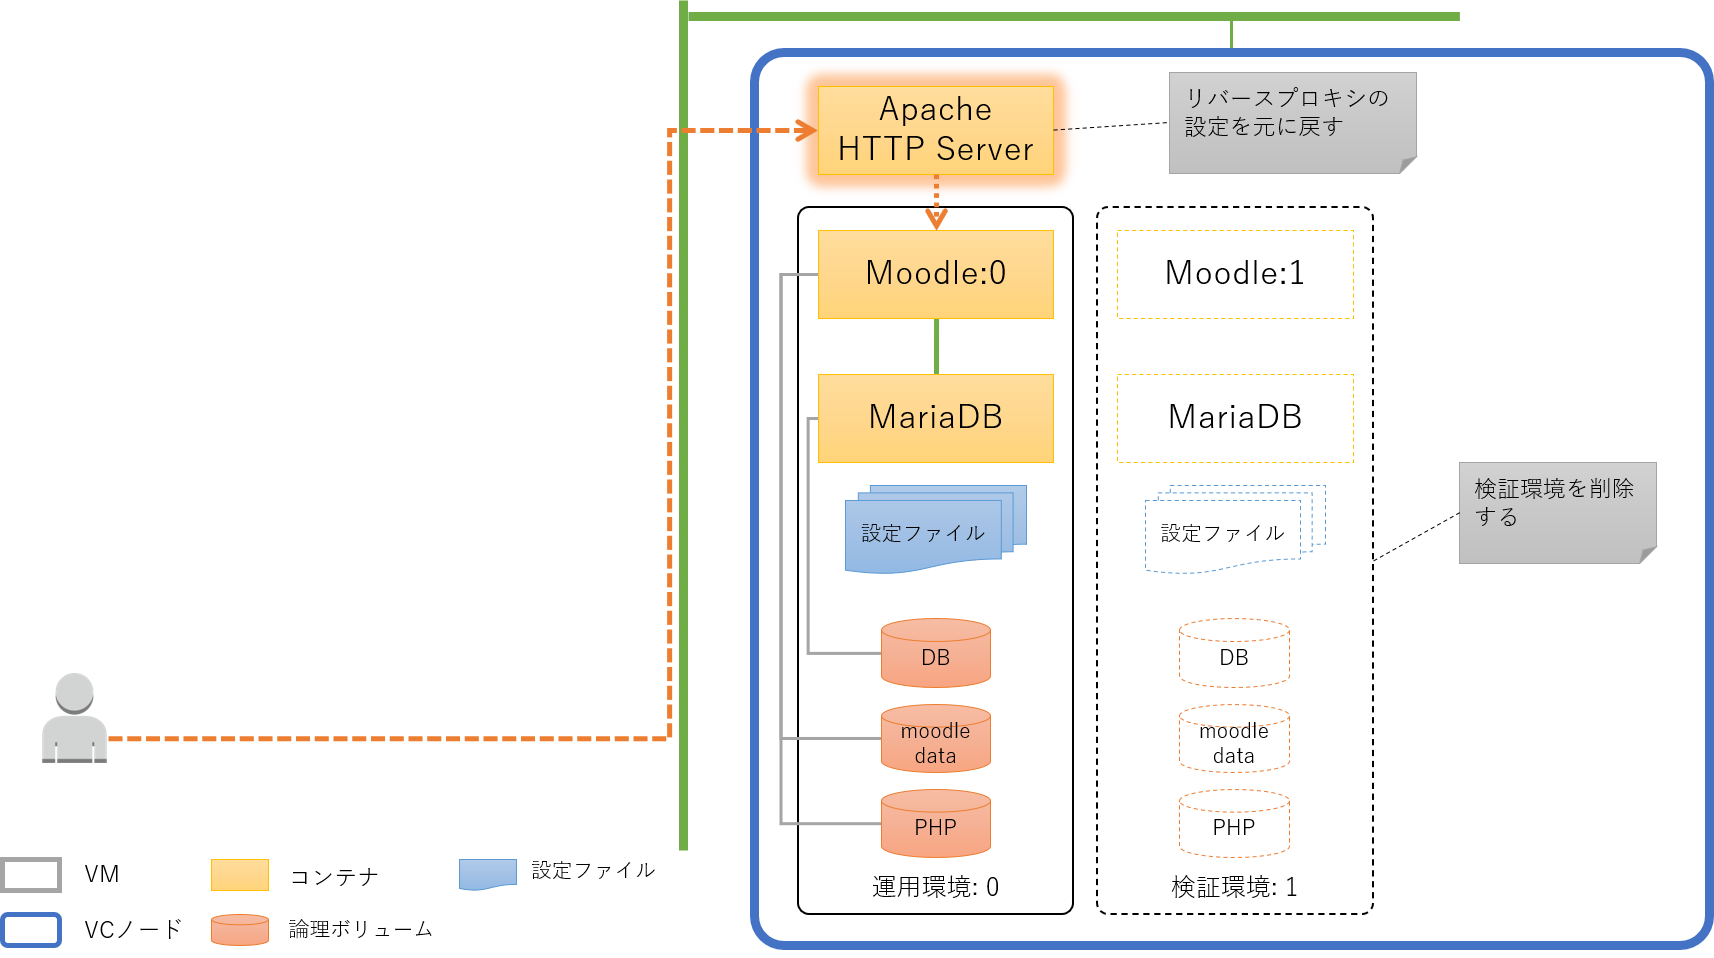 Apache
HTTP Server
リバースプロキシの
設定を元に戻す
Moodle:0
Moodle:1
MariaDB
MariaDB
検証環境を削除
する
設定ファイル
設定ファイル
DB
DB
moodle
data
moodle
data
PHP
PHP
運用環境: 0
検証環境: 1
VM
コンテナ
設定ファイル
VCノード
論理ボリューム